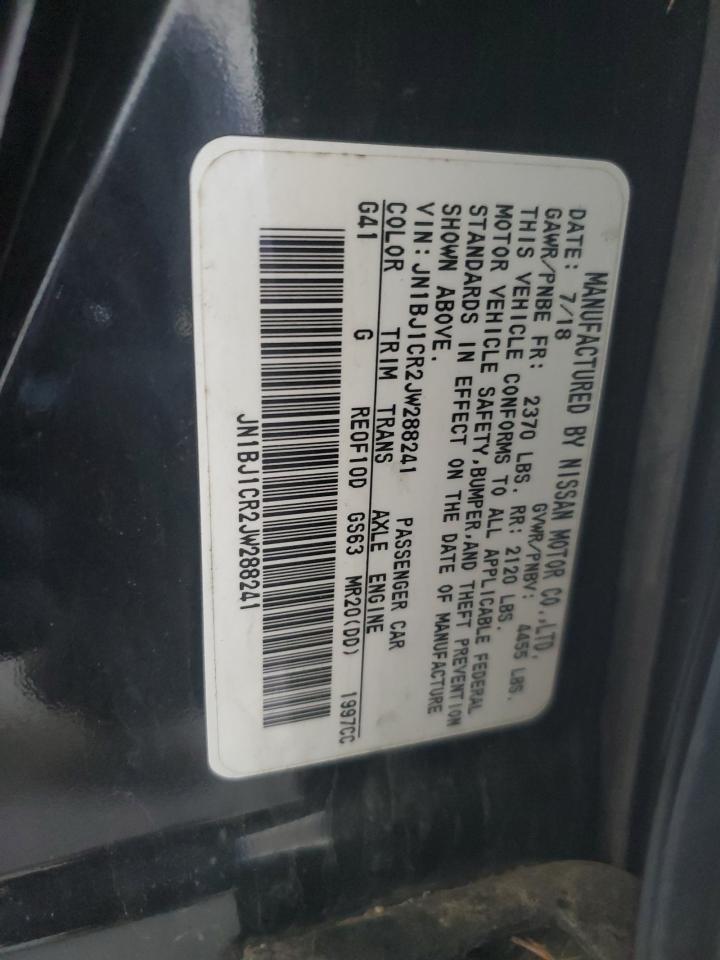 MANUFACTURED BY NISSAN MOTOR CO.,LTD.
DATE: 7/18 GVWR/PNBV: 4455 LBS.
GAWR/PNBE FR: 2370 LBS. RR: 2120 LBS.
THIS VEHICLE CONFORMS TO ALL APPLICABLE FEDERAL
MOTOR VEHICLE SAFETY,BUMPER,AND THEFT PREVENTION
STANDARDS IN EFFECT ON THE DATE OF MANUFACTURE
SHOWN ABOVE.
VIN: JN1BJ1CR2JW288241 PASSENGER CAR
COLOR TRIM TRANS AXLE ENGINE
G41 G RE0F10D GS63 MR20(DD) 1997CC
JN1BJ1CR2JW288241